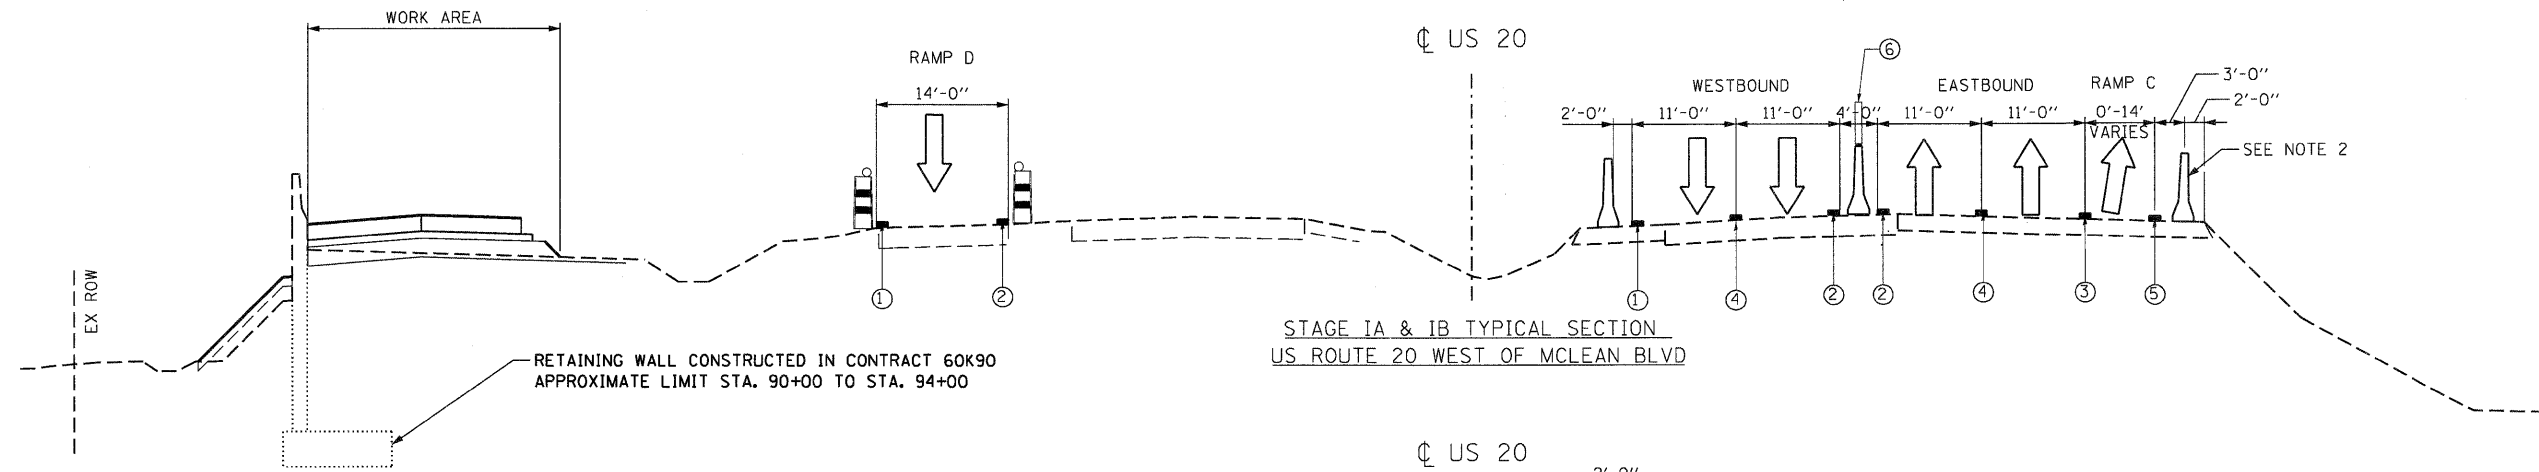 WORK AREA
℄ US 20
RAMP D
14'-0"
⑥
WESTBOUND
EASTBOUND
RAMP C
3'-0"
2'-0"
2'-0"
11'-0"
11'-0"
4'-0"
11'-0"
11'-0"
0'-14'
VARIES
SEE NOTE 2
EX ROW
①
②
①
④
②
②
④
③
⑤
STAGE IA & IB TYPICAL SECTION
US ROUTE 20 WEST OF MCLEAN BLVD
RETAINING WALL CONSTRUCTED IN CONTRACT 60K90
APPROXIMATE LIMIT STA. 90+00 TO STA. 94+00
℄ US 20